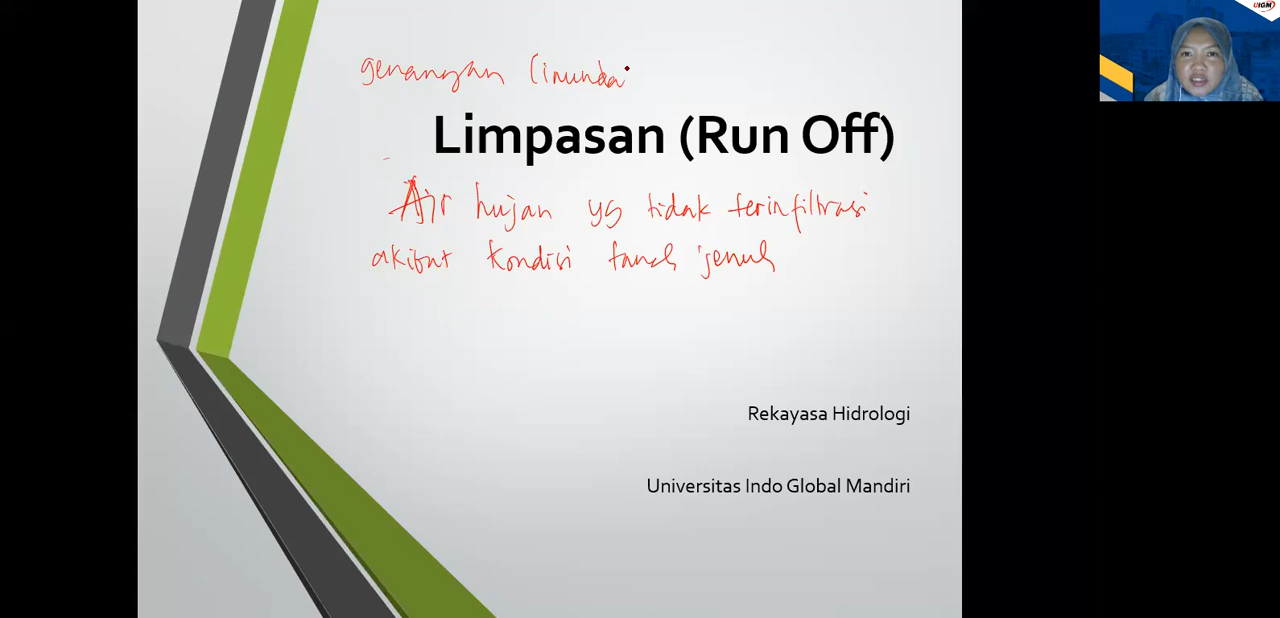 UIGM
genangan (inunda
Limpasan (Run Off)
Air hujan yg tidak terinfiltrasi
akibat kondisi tanah jenuh
Rekayasa Hidrologi
Universitas Indo Global Mandiri